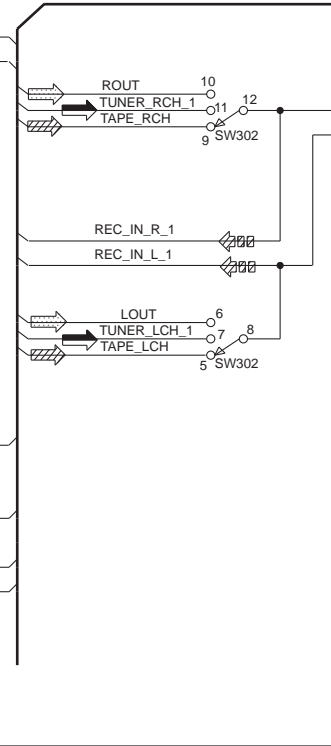 ROUT 10
TUNER_RCH_1 11 12
TAPE_RCH
9 SW302
REC_IN_R_1
REC_IN_L_1
LOUT 6
TUNER_LCH_1 7 8
TAPE_LCH
5 SW302